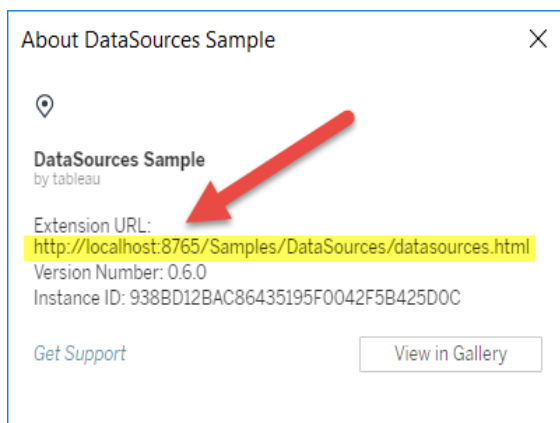 About DataSources Sample
DataSources Sample
by tableau
Extension URL:
http://localhost:8765/Samples/DataSources/datasources.html
Version Number: 0.6.0
Instance ID: 938BD12BAC86435195F0042F5B425D0C
Get Support
View in Gallery